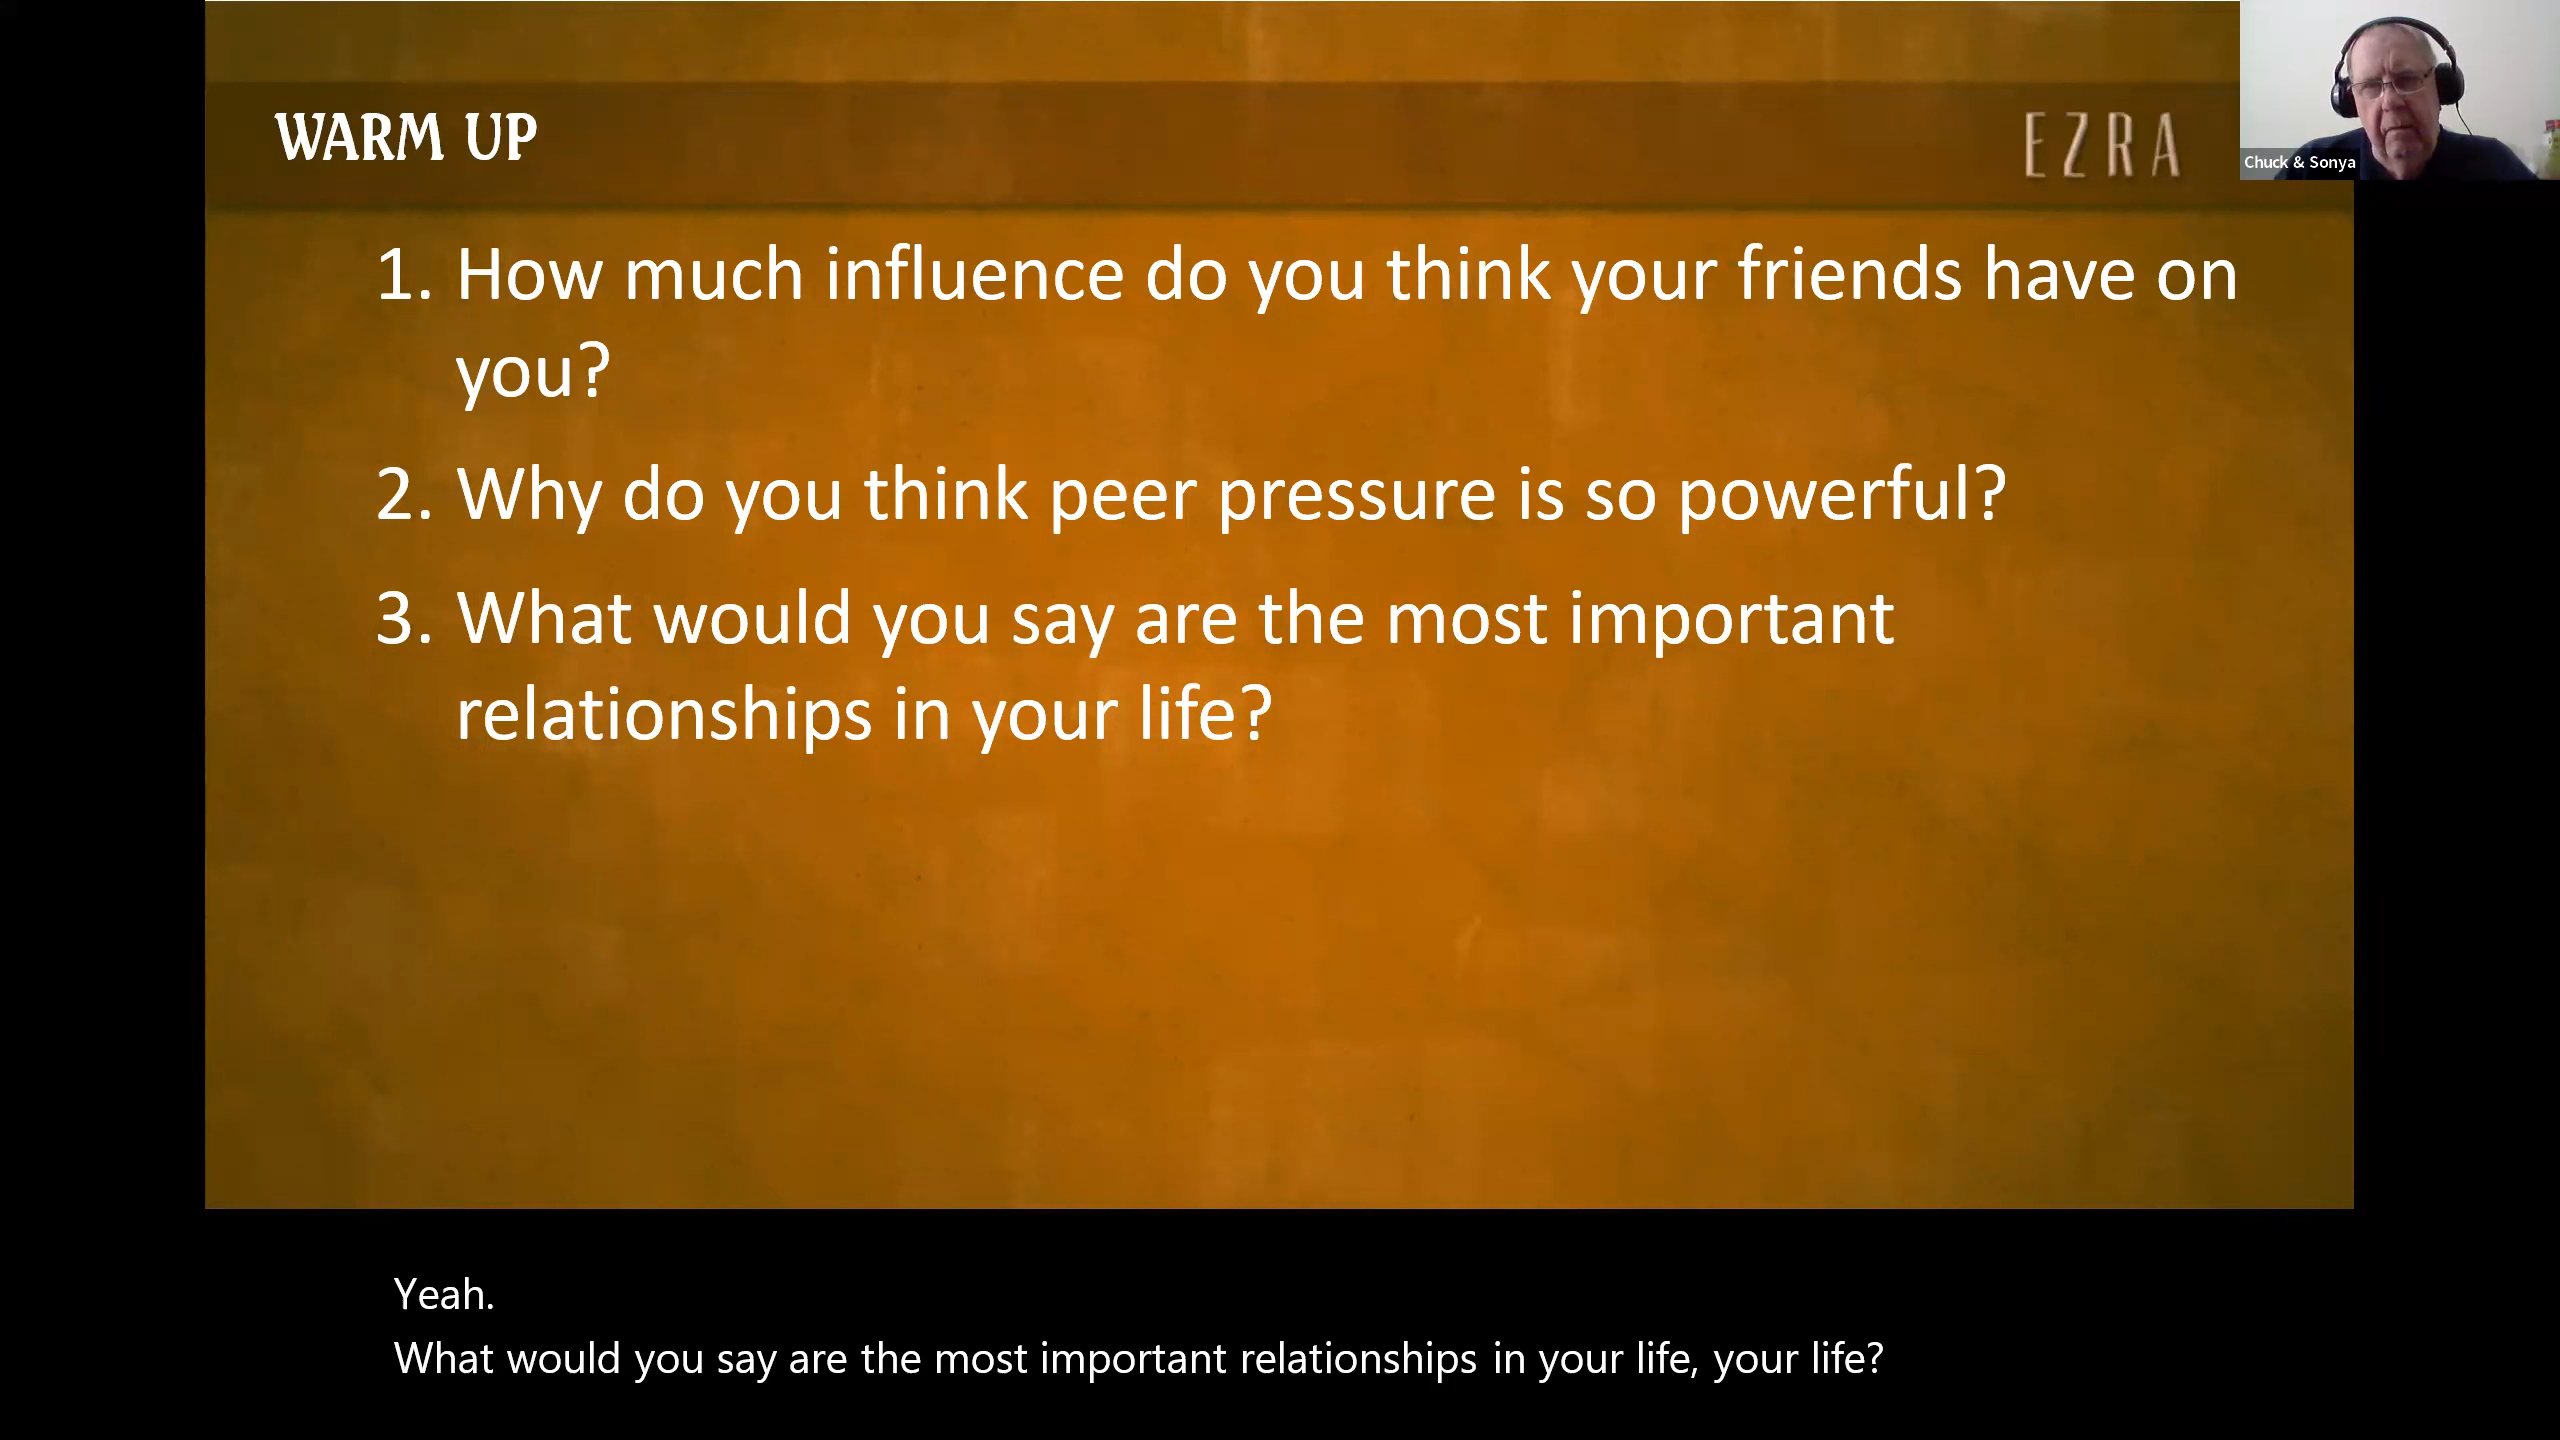 WARM UP
EZRA
Chuck & Sonya
1. How much influence do you think your friends have on
you?
2. Why do you think peer pressure is so powerful?
3. What would you say are the most important
relationships in your life?
Yeah.
What would you say are the most important relationships in your life, your life?